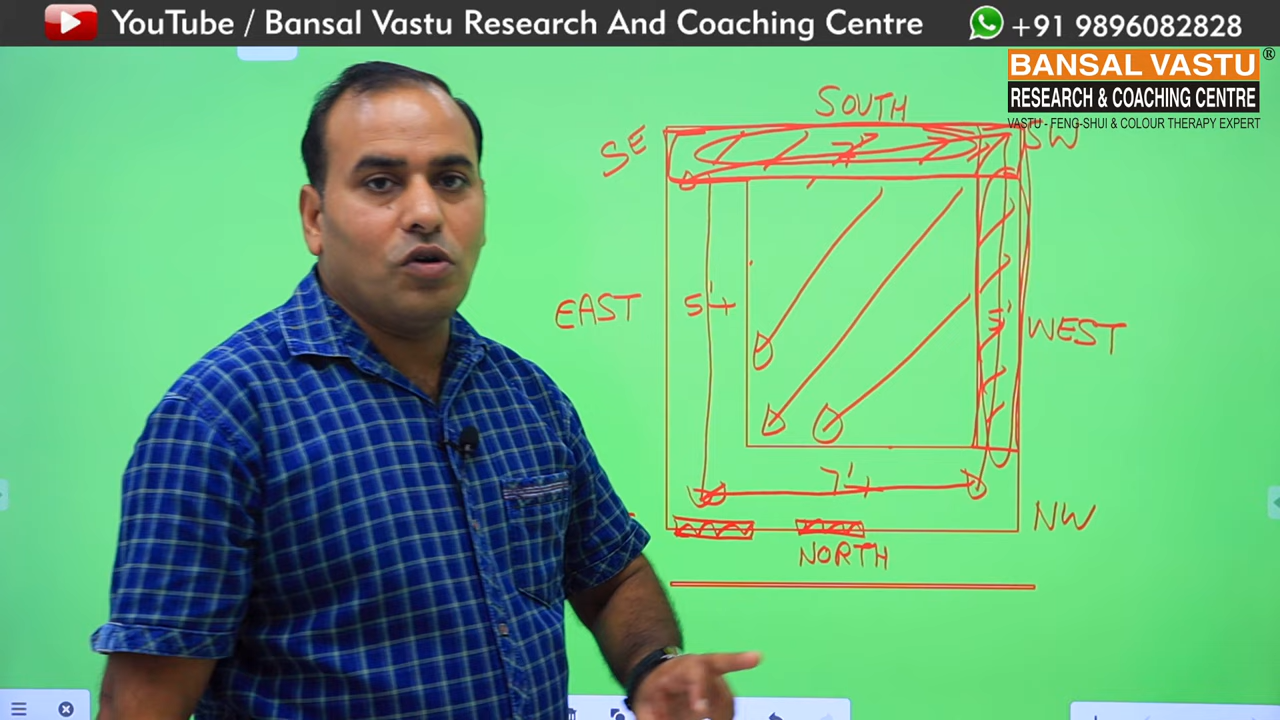 YouTube / Bansal Vastu Research And Coaching Centre
+91 9896082828
BANSAL VASTU®
RESEARCH & COACHING CENTRE
VASTU - FENG-SHUI & COLOUR THERAPY EXPERT
SOUTH
SE
SW
EAST
5'+
5'
WEST
7'+
NW
NORTH